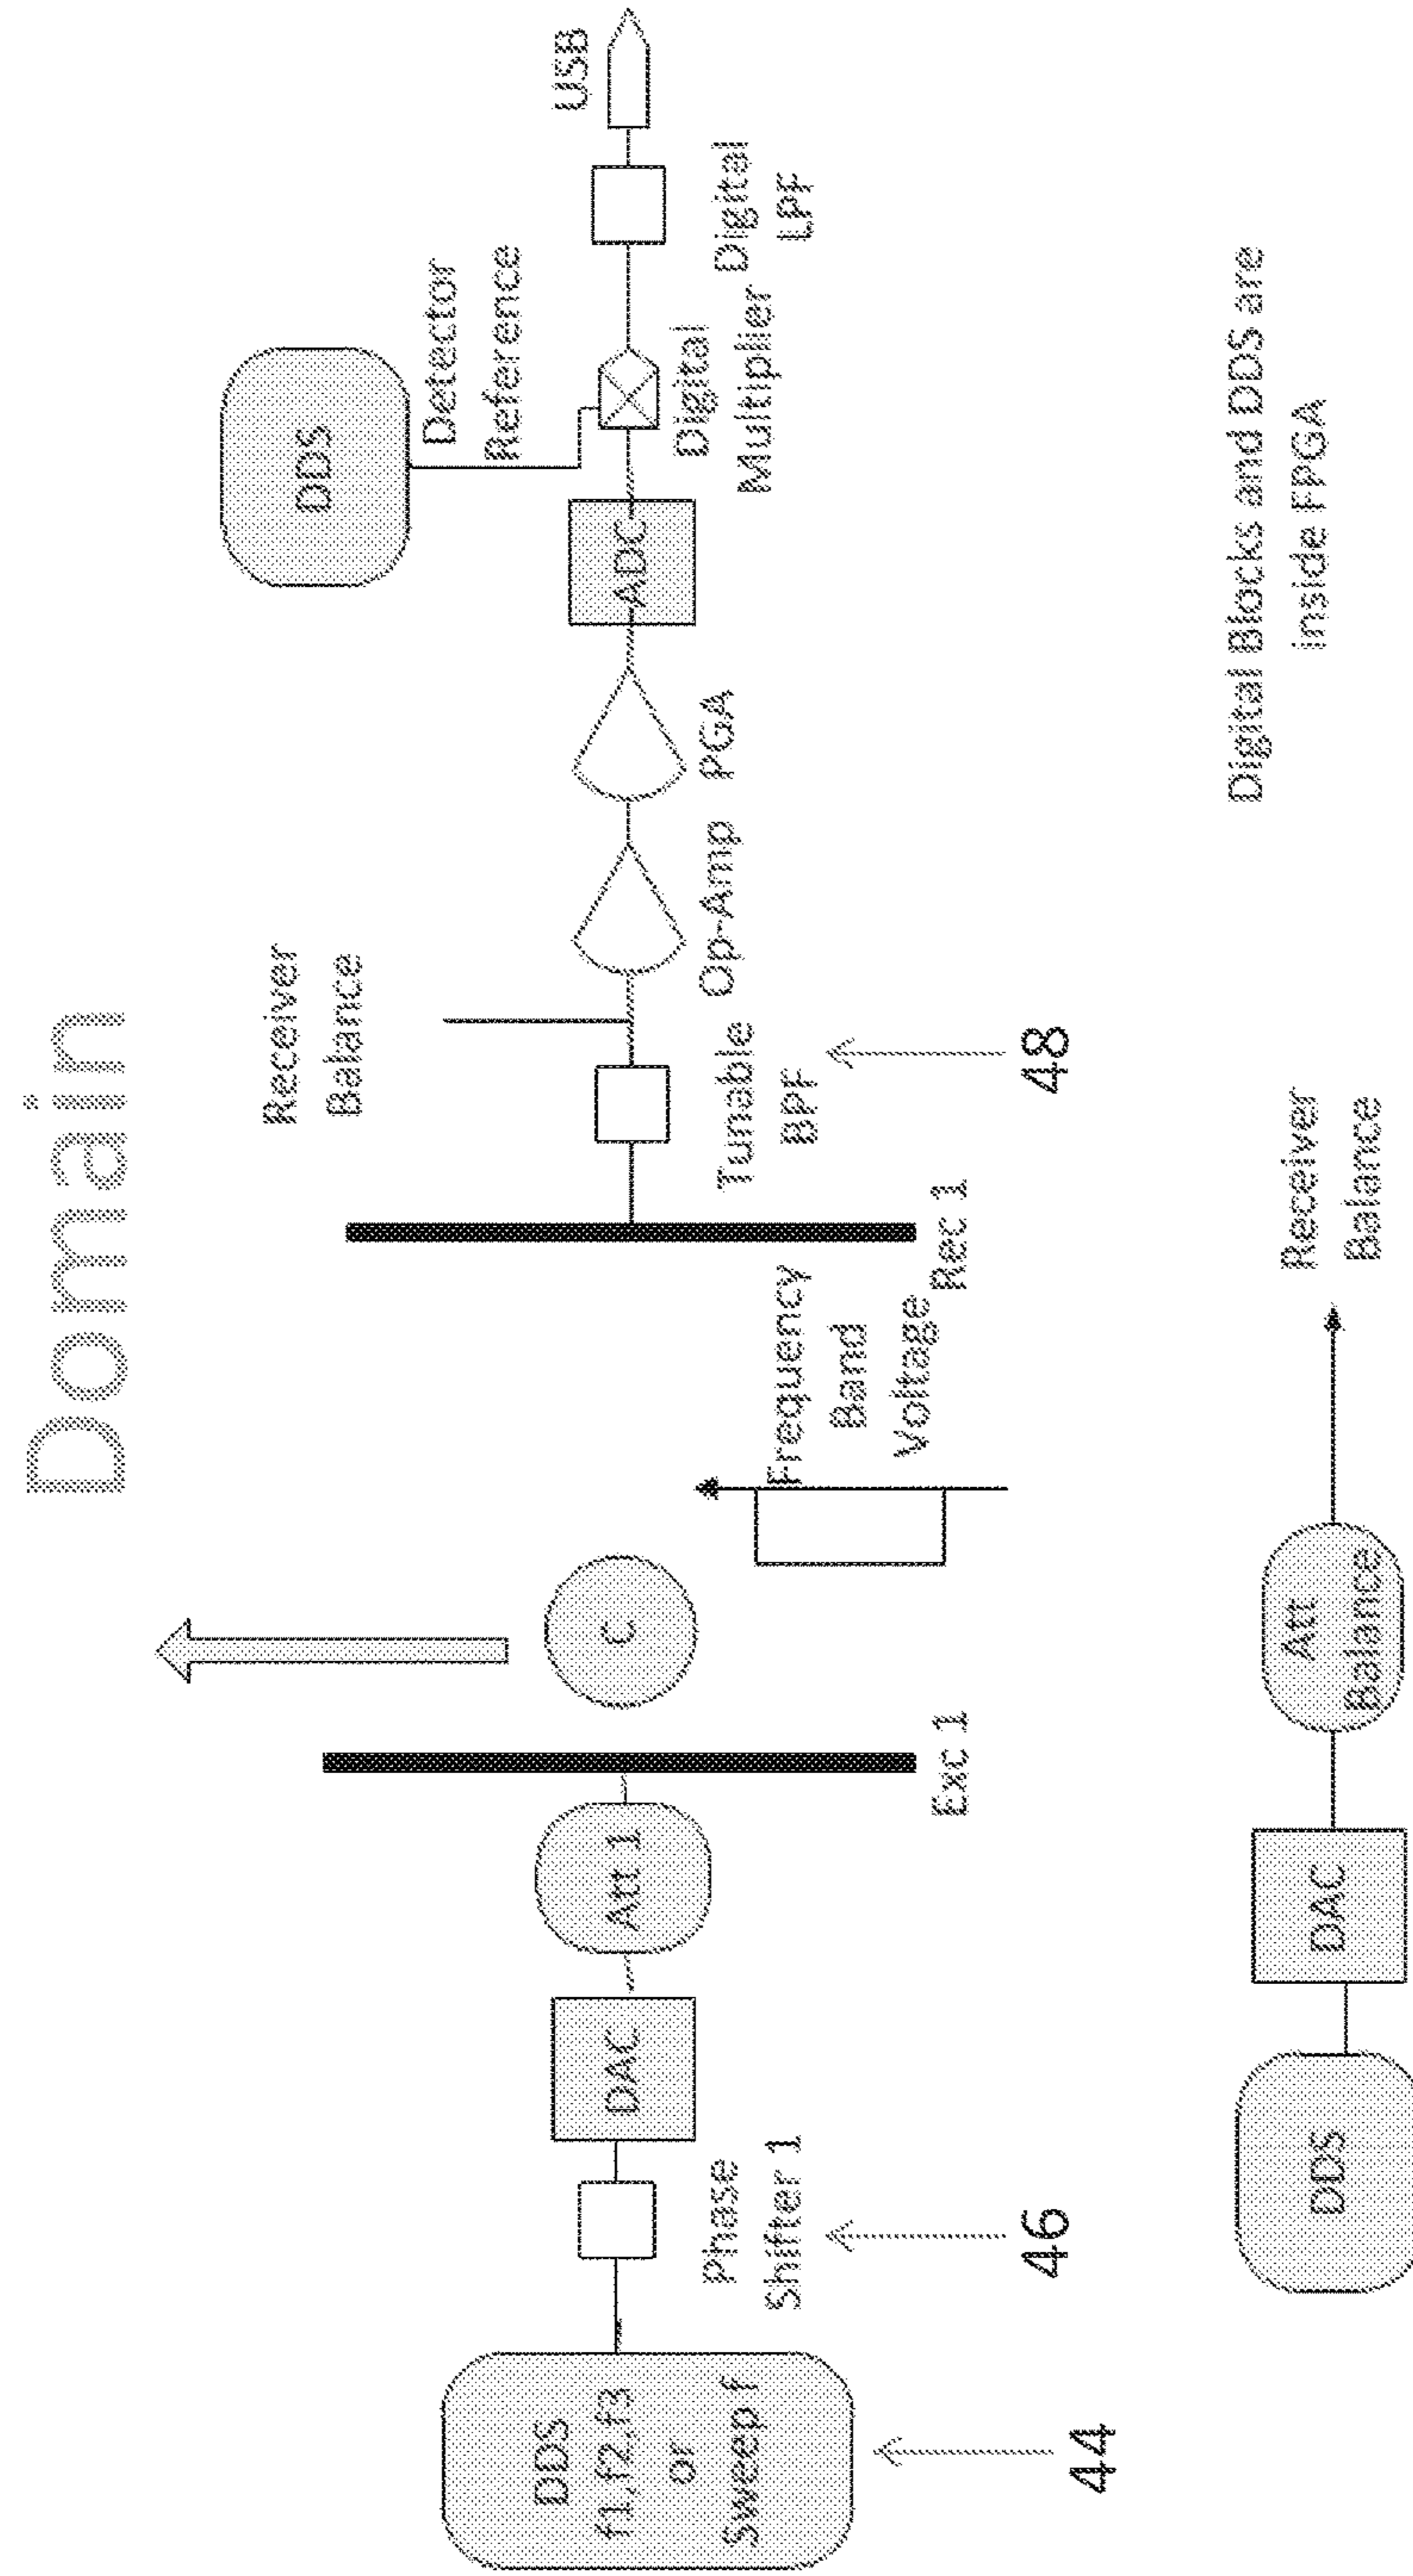 Domain
DDS
f1,f2,f3
or
Sweep f
44
Phase
Shifter 1
46
DAC
Att 1
Exc 1
C
Frequency
Band
Voltage
Rec 1
Tunable
BPF
48
Receiver
Balance
Op-Amp
PGA
ADC
DDS
Detector
Reference
Digital
Multiplier
Digital
LPF
USB
DDS
DAC
Att
Balance
Receiver
Balance
Digital Blocks and DDS are
inside FPGA